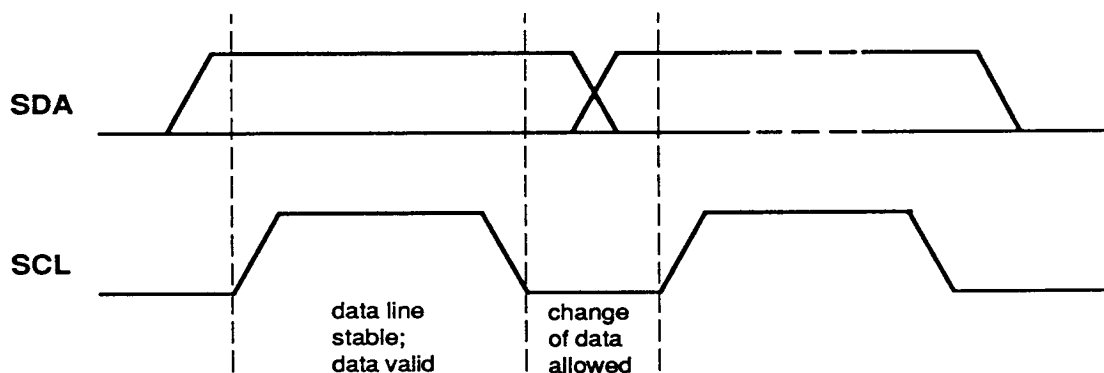 SDA
SCL
data line
stable;
data valid
change
of data
allowed